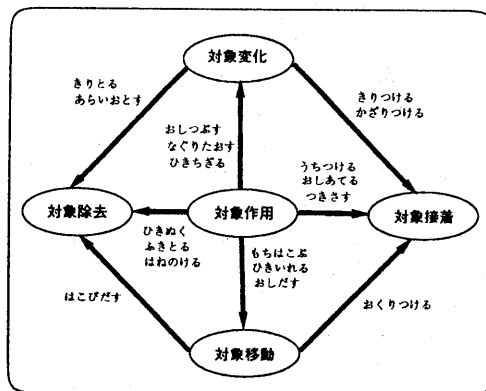 対象変化
きりとる
あらいおとす
きりつける
かざりつける
おしつぶす
なぐりたおす
ひきちぎる
うちつける
おしあてる
つきさす
対象除去
対象作用
対象接着
ひきぬく
ふきとる
はねのける
もちはこぶ
ひきいれる
おしだす
はこびだす
おくりつける
対象移動